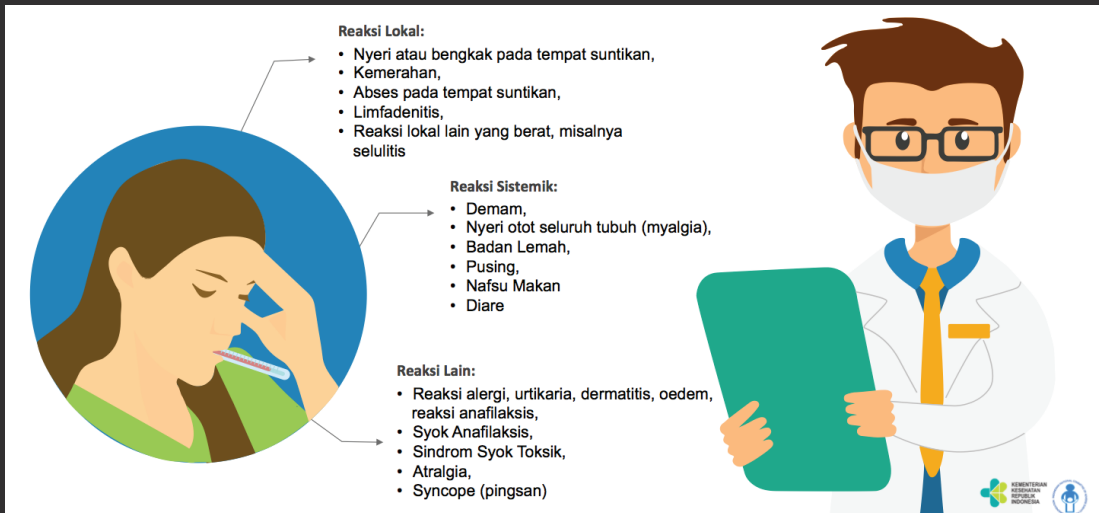 Reaksi Lokal:
• Nyeri atau bengkak pada tempat suntikan,
• Kemerahan,
• Abses pada tempat suntikan,
• Limfadenitis,
• Reaksi lokal lain yang berat, misalnya
selulitis
Reaksi Sistemik:
• Demam,
• Nyeri otot seluruh tubuh (myalgia),
• Badan Lemah,
• Pusing,
• Nafsu Makan
• Diare
Reaksi Lain:
• Reaksi alergi, urtikaria, dermatitis, oedem,
reaksi anafilaksis,
• Syok Anafilaksis,
• Sindrom Syok Toksik,
• Atralgia,
• Syncope (pingsan)
KEMENTERIAN
KESEHATAN
REPUBLIK
INDONESIA